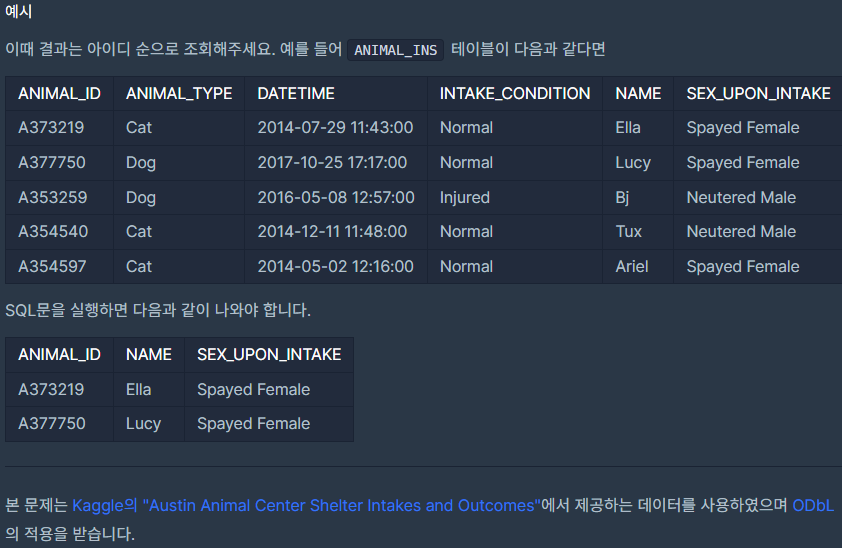 예시
이때 결과는 아이디 순으로 조회해주세요. 예를 들어 ANIMAL_INS 테이블이 다음과 같다면
ANIMAL_ID ANIMAL_TYPE DATETIME INTAKE_CONDITION NAME SEX_UPON_INTAKE
A373219 Cat 2014-07-29 11:43:00 Normal Ella Spayed Female
A377750 Dog 2017-10-25 17:17:00 Normal Lucy Spayed Female
A353259 Dog 2016-05-08 12:57:00 Injured Bj Neutered Male
A354540 Cat 2014-12-11 11:48:00 Normal Tux Neutered Male
A354597 Cat 2014-05-02 12:16:00 Normal Ariel Spayed Female
SQL문을 실행하면 다음과 같이 나와야 합니다.
ANIMAL_ID NAME SEX_UPON_INTAKE
A373219 Ella Spayed Female
A377750 Lucy Spayed Female
본 문제는 Kaggle의 "Austin Animal Center Shelter Intakes and Outcomes"에서 제공하는 데이터를 사용하였으며 ODbL
의 적용을 받습니다.